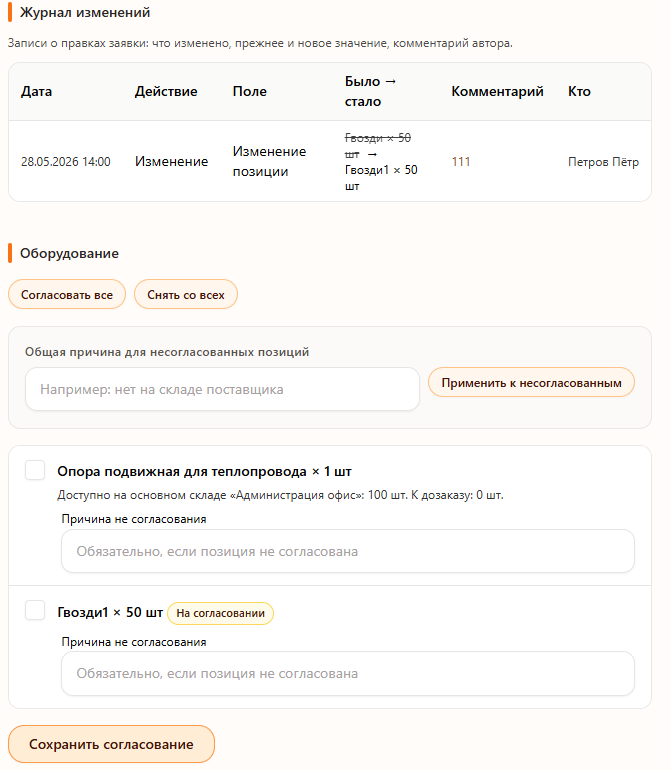 Журнал изменений
Записи о правках заявки: что изменено, прежнее и новое значение, комментарий автора.
Дата Действие Поле Было → стало Комментарий Кто
28.05.2026 14:00 Изменение Изменение позиции Гвозди × 50 шт → Гвозди1 × 50 шт 111 Петров Пётр
Оборудование
Согласовать все Снять со всех
Общая причина для несогласованных позиций
Например: нет на складе поставщика Применить к несогласованным
Опора подвижная для теплопровода × 1 шт
Доступно на основном складе «Администрация офис»: 100 шт. К дозаказу: 0 шт.
Причина не согласования
Обязательно, если позиция не согласована
Гвозди1 × 50 шт На согласовании
Причина не согласования
Обязательно, если позиция не согласована
Сохранить согласование